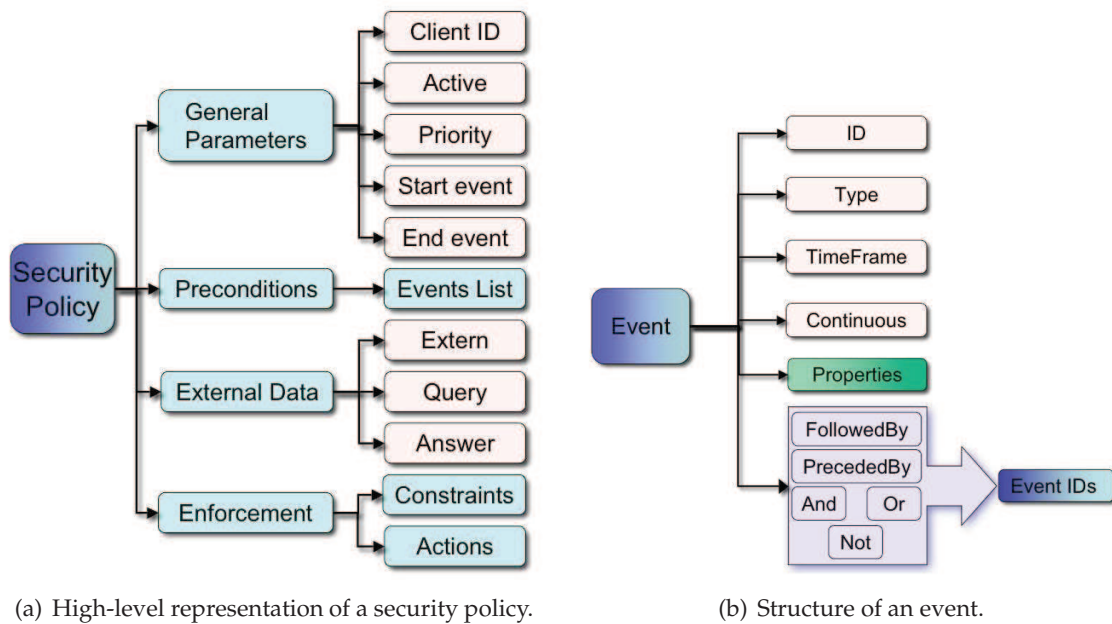 Security
Policy
General
Parameters
Client ID
Active
Priority
Start event
End event
Preconditions
Events List
External Data
Extern
Query
Answer
Enforcement
Constraints
Actions
(a) High-level representation of a security policy.
Event
ID
Type
TimeFrame
Continuous
Properties
FollowedBy
PrecededBy
And
Or
Not
Event IDs
(b) Structure of an event.